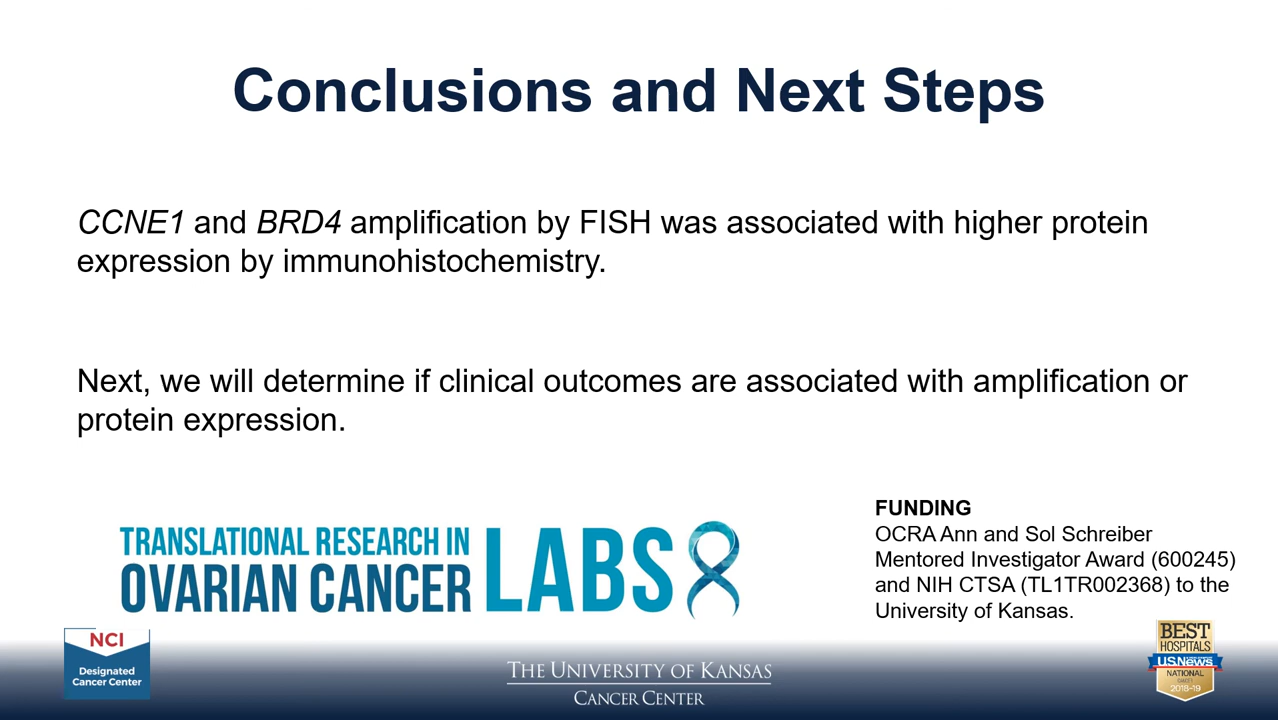 Conclusions and Next Steps
CCNE1 and BRD4 amplification by FISH was associated with higher protein
expression by immunohistochemistry.
Next, we will determine if clinical outcomes are associated with amplification or
protein expression.
TRANSLATIONAL RESEARCH IN
OVARIAN CANCER
LABS
FUNDING
OCRA Ann and Sol Schreiber
Mentored Investigator Award (600245)
and NIH CTSA (TL1TR002368) to the
University of Kansas.
NCI
Designated
Cancer Center
THE UNIVERSITY OF KANSAS
CANCER CENTER
BEST
HOSPITALS
U.S.News
NATIONAL
2018-19